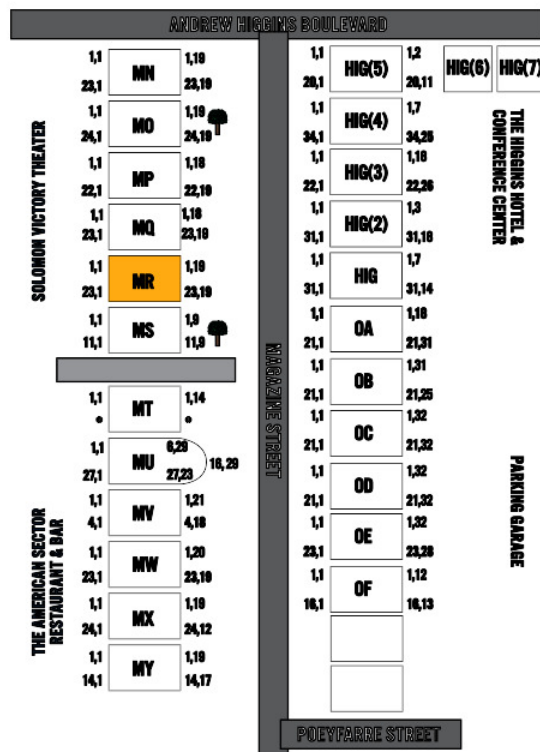 ANDREW HIGGINS BOULEVARD
SOLOMON VICTORY THEATER
1,1 MN 1,19
23,1 23,19
1,1 MO 1,19
24,1 24,19
1,1 MP 1,18
22,1 22,19
1,1 MQ 1,18
23,1 23,19
1,1 MR 1,19
23,1 23,19
1,1 MS 1,9
11,1 11,9
THE AMERICAN SECTOR
RESTAURANT & BAR
1,1 MT 1,14
* *
1,1 MU 6,29
27,1 27,23 16,29
1,1 MV 1,21
4,1 4,18
1,1 MW 1,20
23,1 23,19
1,1 MX 1,19
24,1 24,12
1,1 MY 1,19
14,1 14,17
MAGAZINE STREET
1,1 HIG(5) 1,2 HIG(6) HIG(7)
20,1 20,11
1,1 HIG(4) 1,7
34,1 34,25
1,1 HIG(3) 1,16
22,1 22,26
1,1 HIG(2) 1,3
31,1 31,16
1,1 HIG 1,7
31,1 31,14
THE HIGGINS HOTEL &
CONFERENCE CENTER
1,1 OA 1,18
21,1 21,31
1,1 OB 1,31
21,1 21,25
1,1 OC 1,32
21,1 21,32
1,1 OD 1,32
21,1 21,32
1,1 OE 1,32
23,1 23,28
1,1 OF 1,12
16,1 16,13
PARKING GARAGE
POEYFARRE STREET